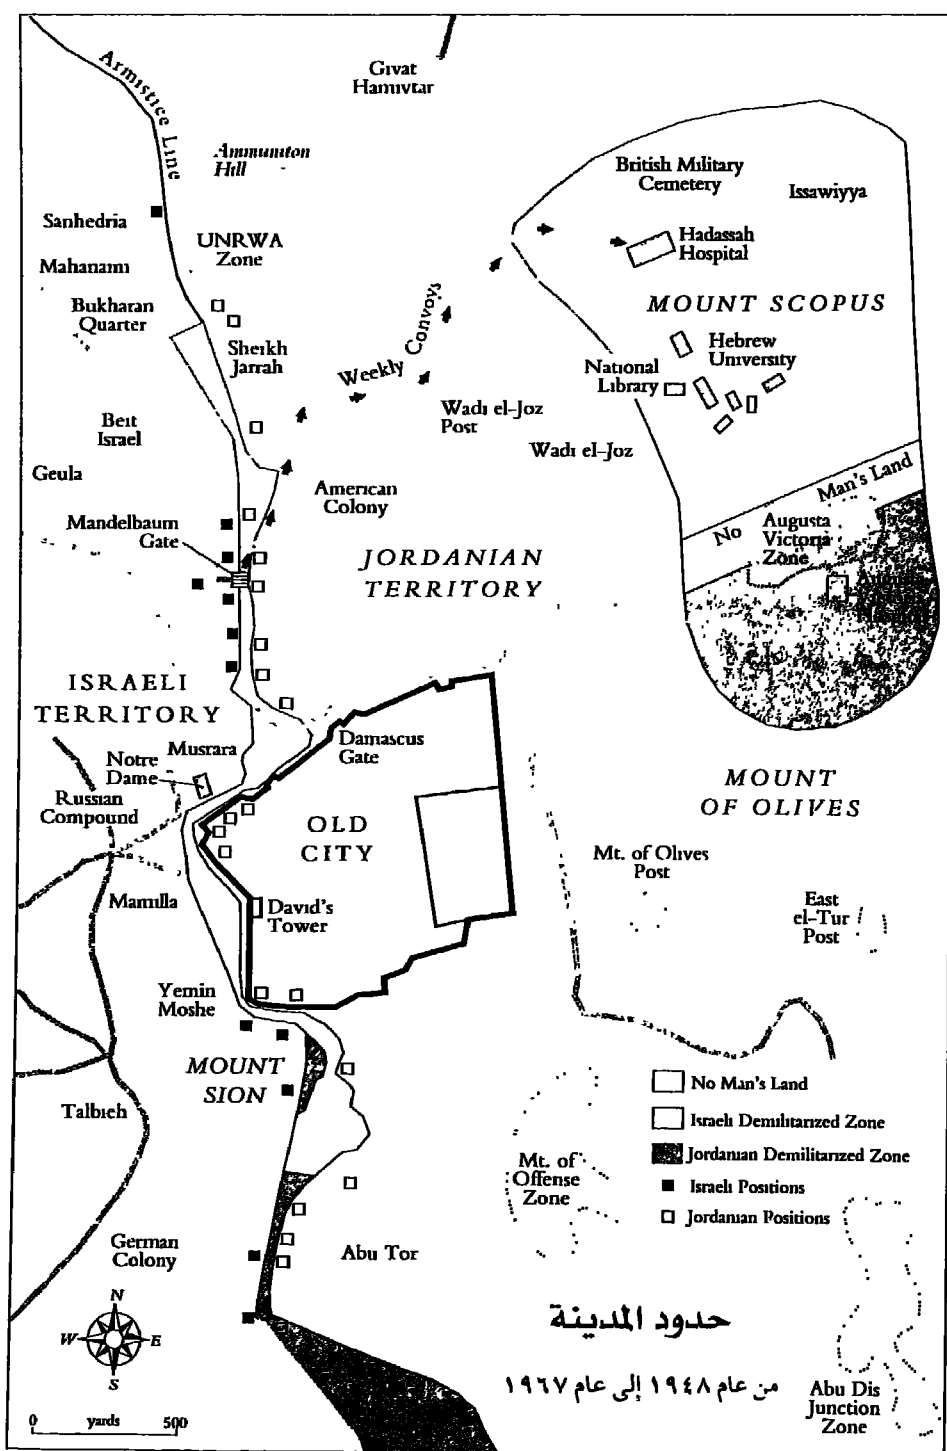 Armistice Line
Givat
Hamivtar
Ammunition
Hill
Sanhedria
UNRWA
Zone
Mahanaim
Bukharan
Quarter
Sheikh
Jarrah
Weekly Convoys
British Military
Cemetery
Issawiyya
Hadassah
Hospital
MOUNT SCOPUS
Hebrew
University
National
Library
Wadi el-Joz
Post
Wadi el-Joz
Beit
Israel
Geula
American
Colony
Mandelbaum
Gate
No Man's Land
Augusta
Victoria
Zone
JORDANIAN
TERRITORY
ISRAELI
TERRITORY
Musrara
Notre
Dame
Russian
Compound
Damascus
Gate
OLD
CITY
MOUNT
OF OLIVES
Mt. of Olives
Post
East
el-Tur
Post
Mamilla
David's
Tower
Yemin
Moshe
MOUNT
SION
Talbieh
German
Colony
Abu Tor
Mt. of
Offense
Zone
No Man's Land
Israeli Demilitarized Zone
Jordanian Demilitarized Zone
Israeli Positions
Jordanian Positions
حدود المدينة
من عام ١٩٤٨ إلى عام ١٩٦٧
Abu Dis
Junction
Zone
N
W E
S
0 yards 500